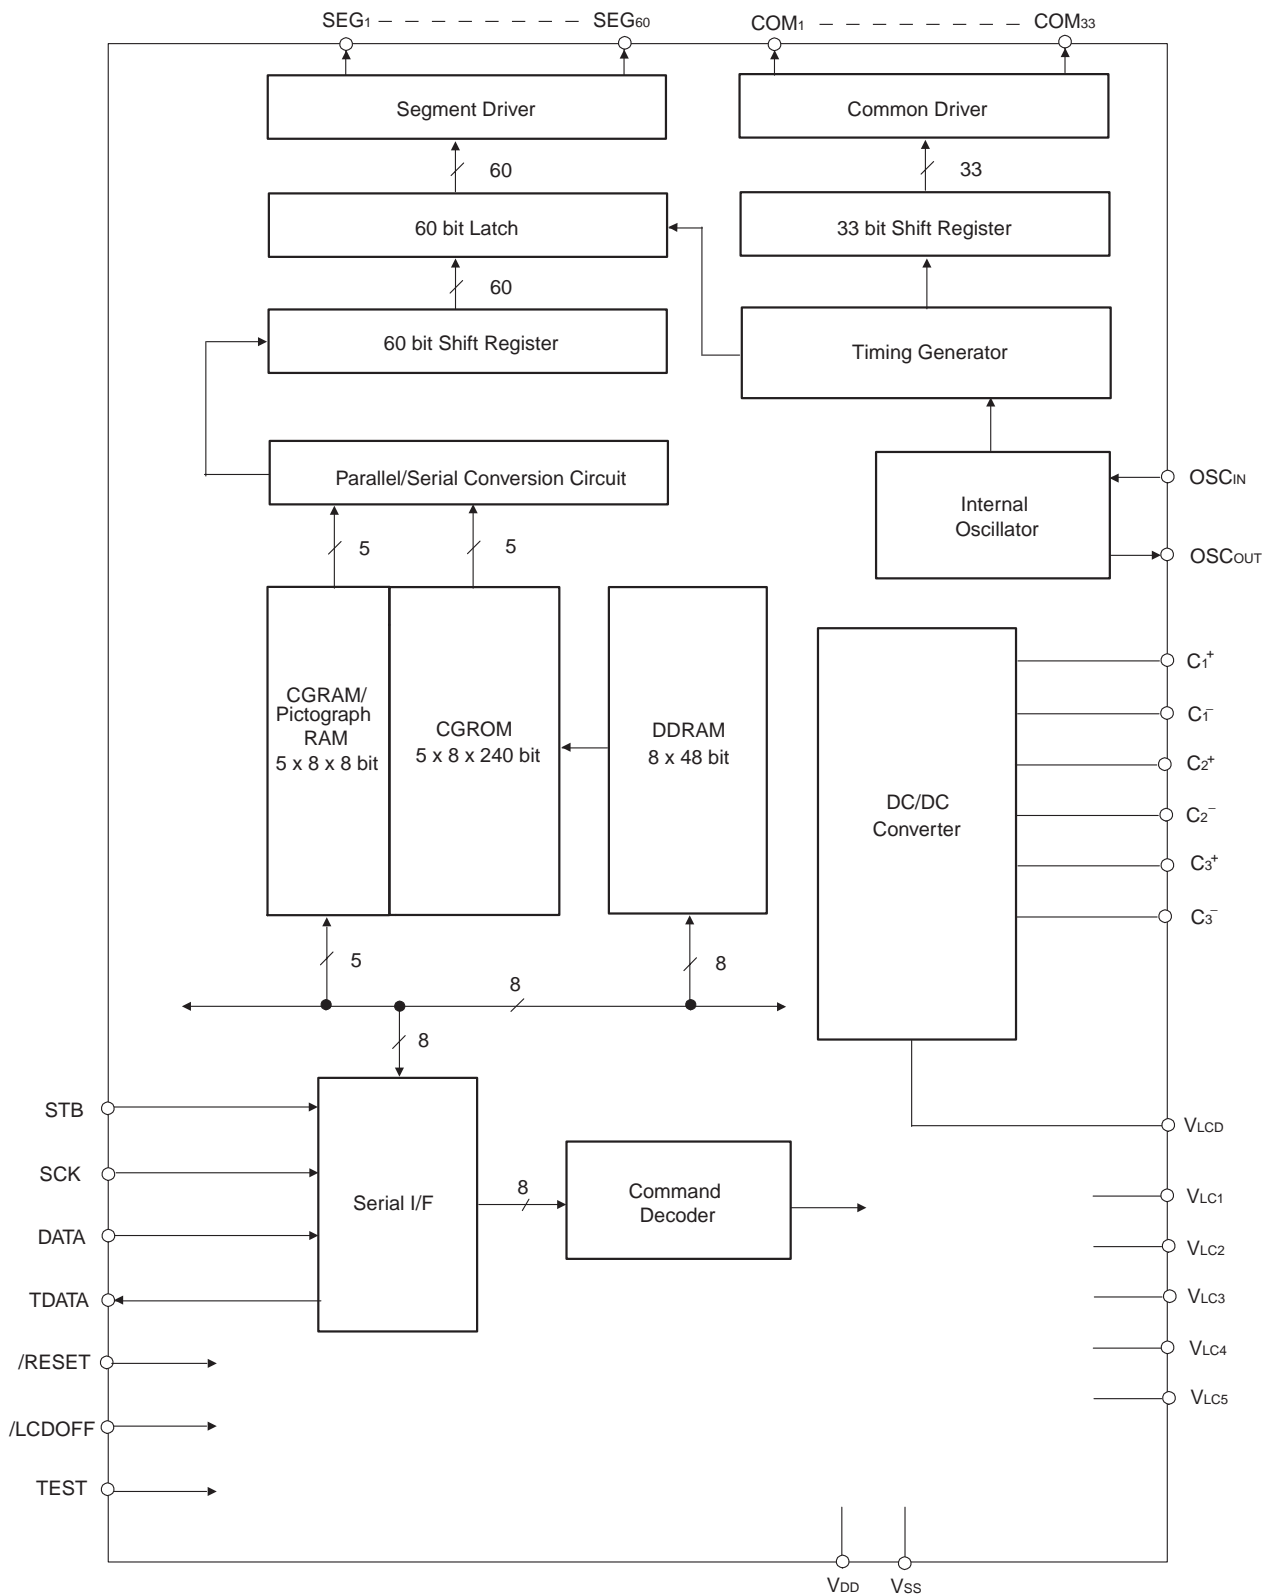 SEG1 SEG60 COM1 COM33
Segment Driver
Common Driver
60
33
60 bit Latch
33 bit Shift Register
60
60 bit Shift Register
Timing Generator
Parallel/Serial Conversion Circuit
Internal
Oscillator
OSCIN
OSCOUT
5
5
CGRAM/
Pictograph
RAM
5 x 8 x 8 bit
CGROM
5 x 8 x 240 bit
DDRAM
8 x 48 bit
DC/DC
Converter
C1+
C1−
C2+
C2−
C3+
C3−
5
8
8
8
STB
SCK
DATA
TDATA
/RESET
/LCDOFF
TEST
Serial I/F
8
Command
Decoder
VLCD
VLC1
VLC2
VLC3
VLC4
VLC5
VDD
VSS